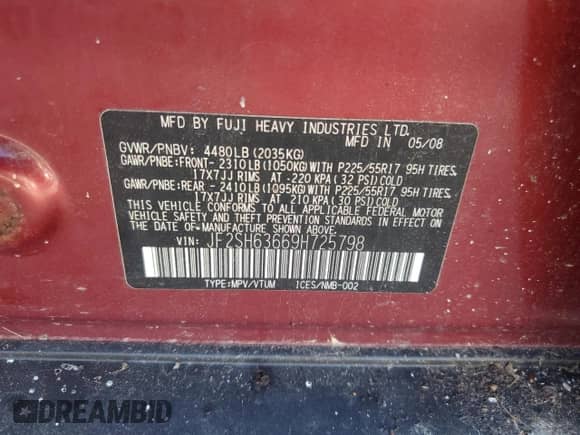 MFD BY FUJI HEAVY INDUSTRIES LTD.
MFD IN 05/08
GVWR/PNBV: 4480LB(2035KG)
GAWR/PNBE:FRONT- 2310LB(1050KG)WITH P225/55R17 95H TIRES,
17X7JJ RIMS AT 220 KPA(32 PSI)COLD
GAWR/PNBE:REAR - 2410LB(1095KG)WITH P225/55R17 95H TIRES,
17X7JJ RIMS AT 210 KPA(30 PSI)COLD
THIS VEHICLE CONFORMS TO ALL APPLICABLE FEDERAL MOTOR
VEHICLE SAFETY AND THEFT PREVENTION STANDARDS IN
EFFECT ON THE DATE OF MANUFACTURE SHOWN ABOVE.
VIN: JF2SH63669H725798
TYPE:MPV/VTUM ICES/NMB-002
DREAMBID